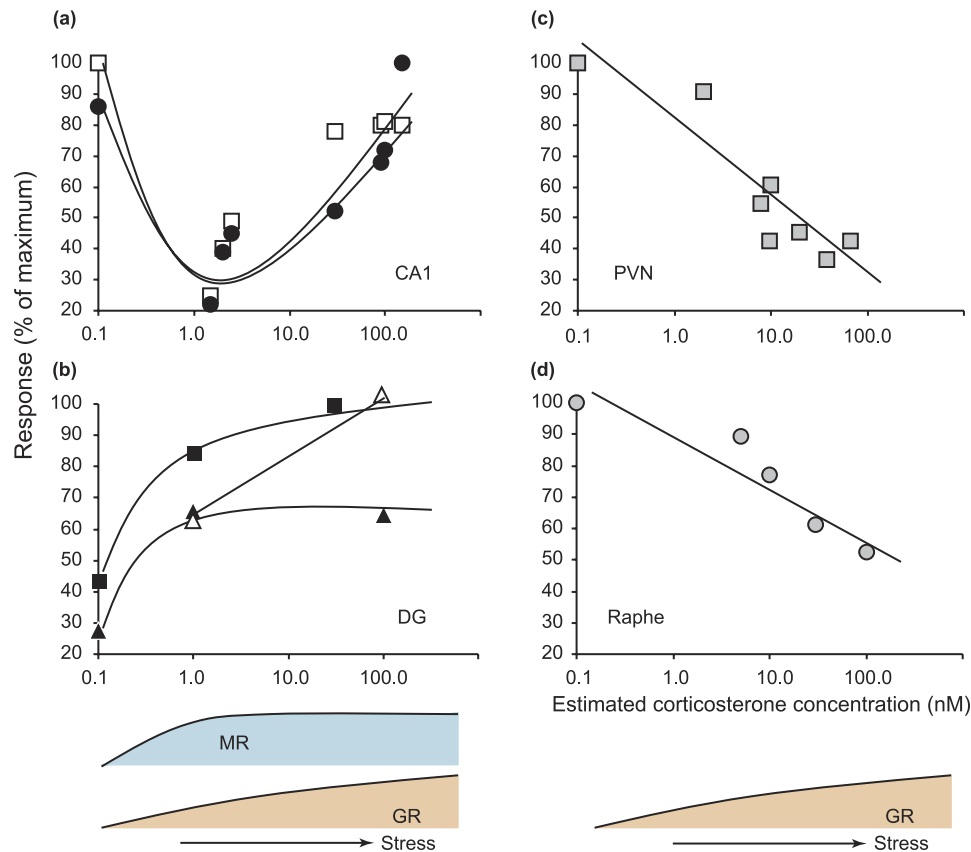 (a)
100
90
80
70
60
50
40
30
20
0.1 1.0 10.0 100.0
CA1
(c)
100
90
80
70
60
50
40
30
20
0.1 1.0 10.0 100.0
PVN
Response (% of maximum)
(b)
100
90
80
70
60
50
40
30
20
0.1 1.0 10.0 100.0
DG
(d)
100
90
80
70
60
50
40
30
20
0.1 1.0 10.0 100.0
Raphe
Estimated corticosterone concentration (nM)
MR
GR
Stress
GR
Stress